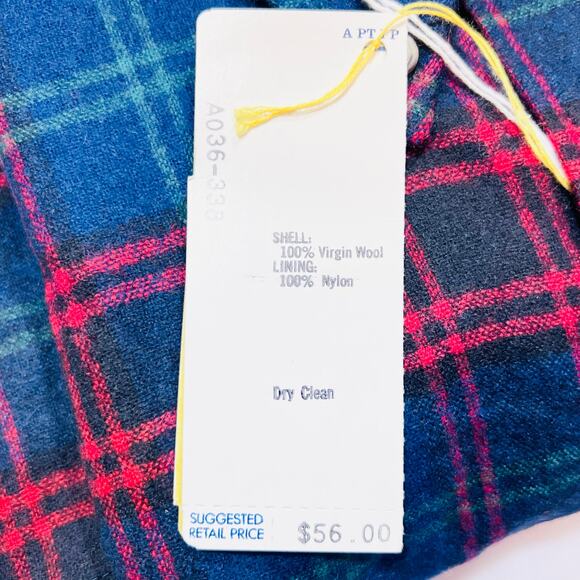 A036-338
SHELL:
100% Virgin Wool
LINING:
100% Nylon
Dry Clean
SUGGESTED
RETAIL PRICE
$56.00